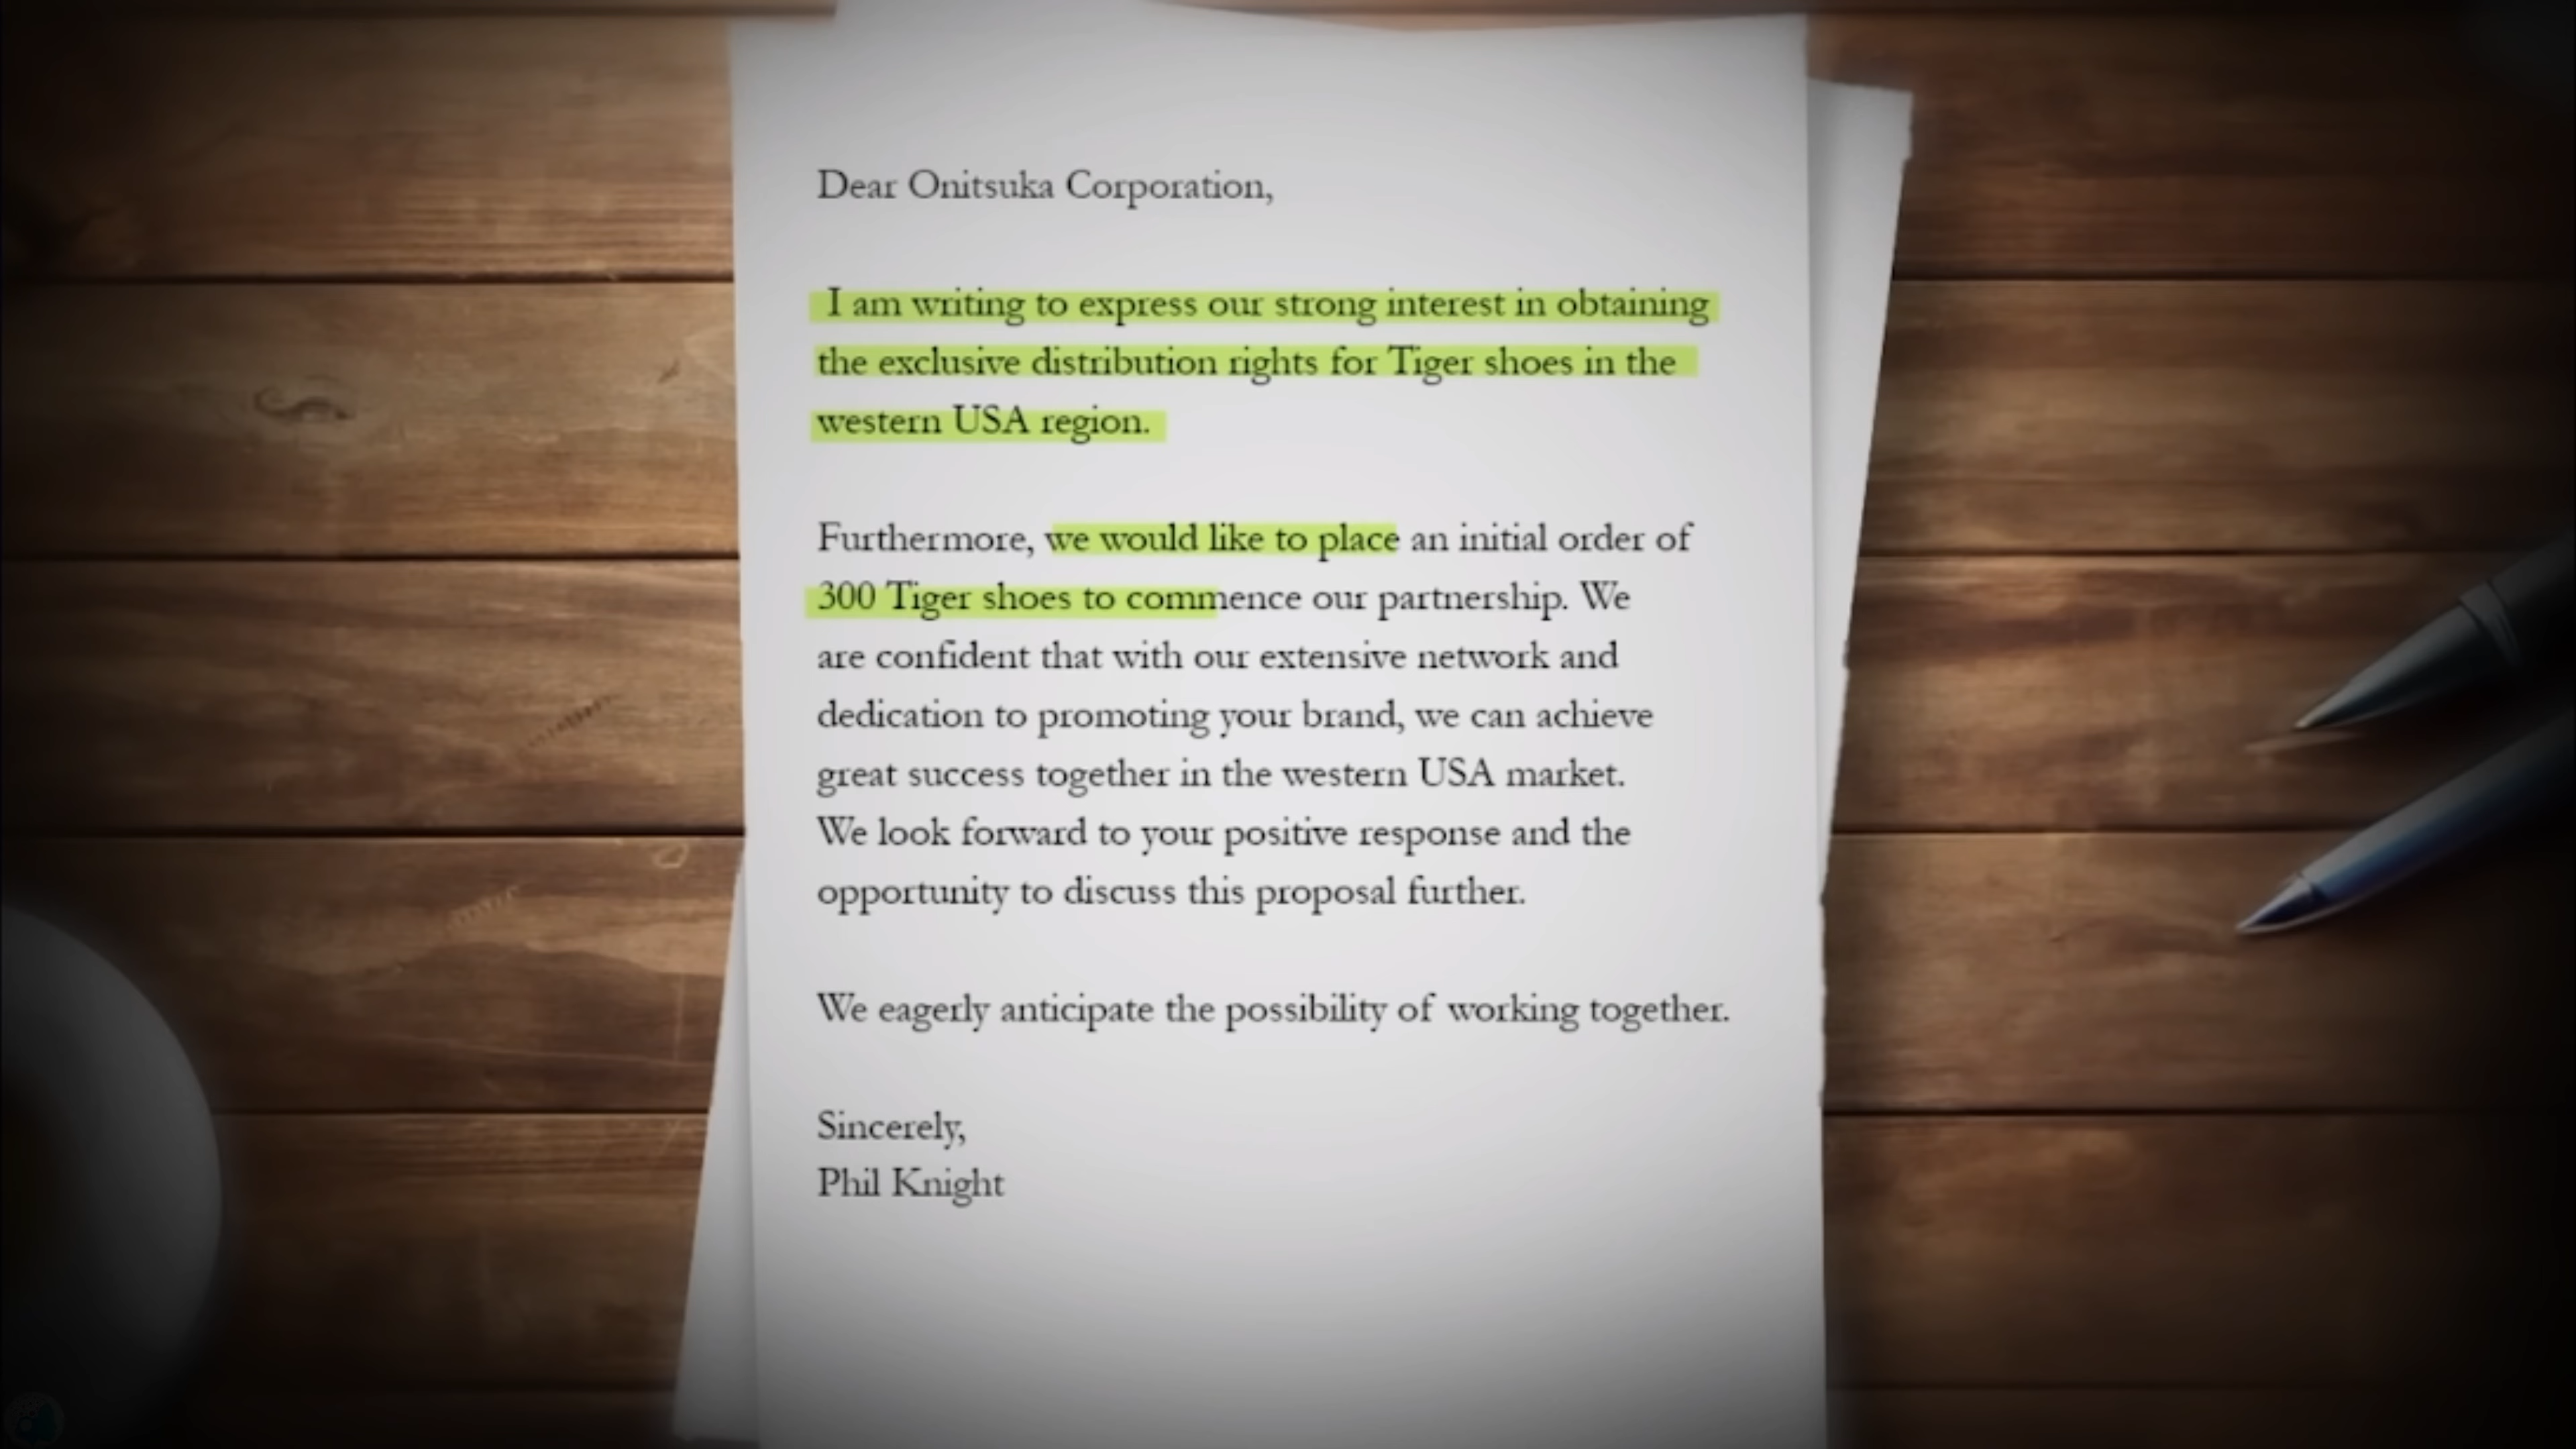 Dear Onitsuka Corporation,
I am writing to express our strong interest in obtaining
the exclusive distribution rights for Tiger shoes in the
western USA region.
Furthermore, we would like to place an initial order of
300 Tiger shoes to commence our partnership. We
are confident that with our extensive network and
dedication to promoting your brand, we can achieve
great success together in the western USA market.
We look forward to your positive response and the
opportunity to discuss this proposal further.
We eagerly anticipate the possibility of working together.
Sincerely,
Phil Knight